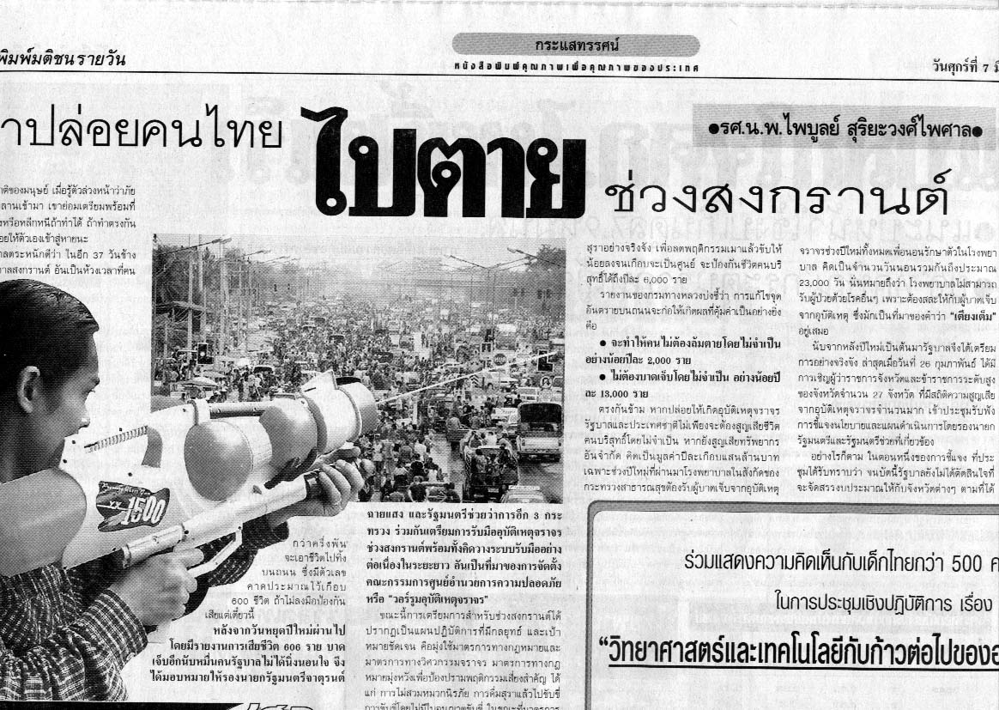 พิมพ์มติชนรายวัน
กระแสทรรศน์
หนังสือพิมพ์คุณภาพเพื่อคุณภาพของประเทศ
วันศุกร์ที่ 7
ปล่อยคนไทย
ไปตาย
ช่วงสงกรานต์
●รศ.น.พ.ไพบูลย์ สุริยะวงศ์ไพศาล●
ของมนุษย์ เมื่อรู้ตัวล่วงหน้าว่าภัย
เข้ามา เขาย่อมเตรียมพร้อมที่
หรือหลีกหนีถ้าทำได้ ถ้าทำตรงกัน
ให้ตัวเองเข้าสู่หายนะ
ตระหนักดีว่า ในอีก 37 วันข้าง
สงกรานต์ อันเป็นห้วงเวลาที่คน
1500
กว่าครึ่งพัน
จะเอาชีวิตไปทิ้ง
บนถนน ซึ่งมีตัวเลข
คาดประมาณไว้เกือบ
600 ชีวิต ถ้าไม่ลงมือป้องกัน
เสียแต่เดี๋ยวนี้
หลังจากวันหยุดปีใหม่ผ่านไป
โดยมีรายงานการเสียชีวิต 606 ราย บาด
เจ็บอีกนับหมื่นคนรัฐบาลไม่ได้นิ่งนอนใจ จึง
ได้มอบหมายให้รองนายกรัฐมนตรีจาตุรนต์
ฉายแสง และรัฐมนตรีช่วยว่าการอีก 3 กระ
ทรวง ร่วมกันเตรียมการรับมืออุบัติเหตุจราจร
ช่วงสงกรานต์พร้อมทั้งคิดวางระบบรับมืออย่าง
ต่อเนื่องในระยะยาว อันเป็นที่มาของการจัดตั้ง
คณะกรรมการศูนย์อำนวยการความปลอดภัย
หรือ "วอร์รูมอุบัติเหตุจราจร"
ขณะนี้การเตรียมการสำหรับช่วงสงกรานต์ได้
ปรากฏเป็นแผนปฏิบัติการที่มีกลยุทธ์ และเป้า
หมายชัดเจน คือมุ่งใช้มาตรการทางกฎหมายและ
มาตรการทางวิศวกรรมจราจร มาตรการทางกฎ
หมายมุ่งหวังเพื่อป้องปรามพฤติกรรมเสี่ยงสำคัญ ได้
แก่ การไม่สวมหมวกนิรภัย การดื่มสุราแล้วไปขับขี่
การขับขี่โดยไม่มีใบอนุญาตขับขี่ ในขณะที่มาตรการ
สุราอย่างจริงจัง เพื่อลดพฤติกรรมเมาแล้วขับให้
น้อยลงจนเกือบจะเป็นศูนย์ จะป้องกันชีวิตคนบริ
สุทธิ์ได้ถึงปีละ 6,000 ราย
รายงานของกรมทางหลวงบ่งชี้ว่า การแก้ไขจุด
อันตรายบนถนนจะก่อให้เกิดผลที่คุ้มค่าเป็นอย่างยิ่ง
คือ
● จะทำให้คนไม่ต้องล้มตายโดยไม่จำเป็น
อย่างน้อยปีละ 2,000 ราย
● ไม่ต้องบาดเจ็บโดยไม่จำเป็น อย่างน้อยปี
ละ 13,000 ราย
ตรงกันข้าม หากปล่อยให้เกิดอุบัติเหตุจราจร
รัฐบาลและประเทศชาติไม่เพียงจะต้องสูญเสียชีวิต
คนบริสุทธิ์โดยไม่จำเป็น หากยังสูญเสียทรัพยากร
อันจำกัด คิดเป็นมูลค่าปีละเกือบแสนล้านบาท
เฉพาะช่วงปีใหม่ที่ผ่านมาโรงพยาบาลในสังกัดของ
กระทรวงสาธารณสุขต้องรับผู้บาดเจ็บจากอุบัติเหตุ
จราจรช่วงปีใหม่ทั้งหมดเพื่อนอนรักษาตัวในโรงพยา
บาล คิดเป็นจำนวนวันนอนรวมกันถึงประมาณ
23,000 วัน นั่นหมายถึงว่า โรงพยาบาลไม่สามารถ
รับผู้ป่วยด้วยโรคอื่นๆ เพราะต้องสละให้กับผู้บาดเจ็บ
จากอุบัติเหตุ ซึ่งมักเป็นที่มาของคำว่า "เตียงเต็ม"
อยู่เสมอ
นับจากหลังปีใหม่เป็นต้นมารัฐบาลจึงได้เตรียม
การอย่างจริงจัง ล่าสุดเมื่อวันที่ 26 กุมภาพันธ์ ได้มี
การเชิญผู้ว่าราชการจังหวัดและข้าราชการระดับสูง
ของจังหวัดจำนวน 27 จังหวัด ที่มีสถิติความสูญเสีย
จากอุบัติเหตุจราจรจำนวนมาก เข้าประชุมรับฟัง
การชี้แจงนโยบายและแผนดำเนินการโดยรองนายก
รัฐมนตรีและรัฐมนตรีช่วยที่เกี่ยวข้อง
อย่างไรก็ตาม ในตอนหนึ่งของการชี้แจง ที่ประ
ชุมได้รับทราบว่า จนบัดนี้รัฐบาลยังไม่ได้ตัดสินใจที่
จะจัดสรรงบประมาณให้กับจังหวัดต่างๆ ตามที่ได้
ร่วมแสดงความคิดเห็นกับเด็กไทยกว่า 500
ในการประชุมเชิงปฏิบัติการ เรื่อง
"วิทยาศาสตร์และเทคโนโลยีกับก้าวต่อไปของ